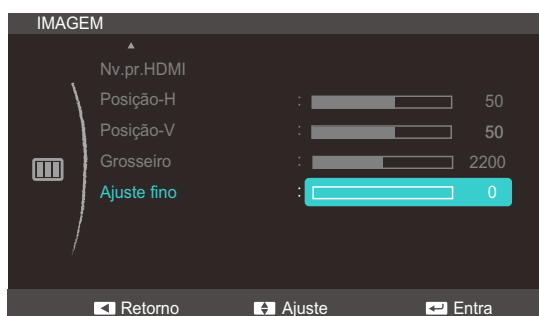 IMAGEM
Nv.pr.HDMI
Posição-H : 50
Posição-V : 50
Grosseiro : 2200
Ajuste fino : 0
Retorno Ajuste Entra